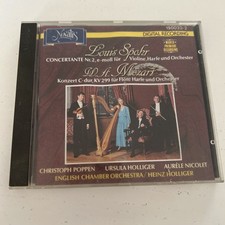 NOVALIS
DIGITAL RECORDING
Louis Spohr
CONCERTANTE Nr.2, e-moll für Violine, Harfe und Orchester
W. A. Mozart
Konzert C-dur, KV 299 für Flöte, Harfe und Orchester
CHRISTOPH POPPEN URSULA HOLLIGER AURÈLE NICOLET
ENGLISH CHAMBER ORCHESTRA / HEINZ HOLLIGER